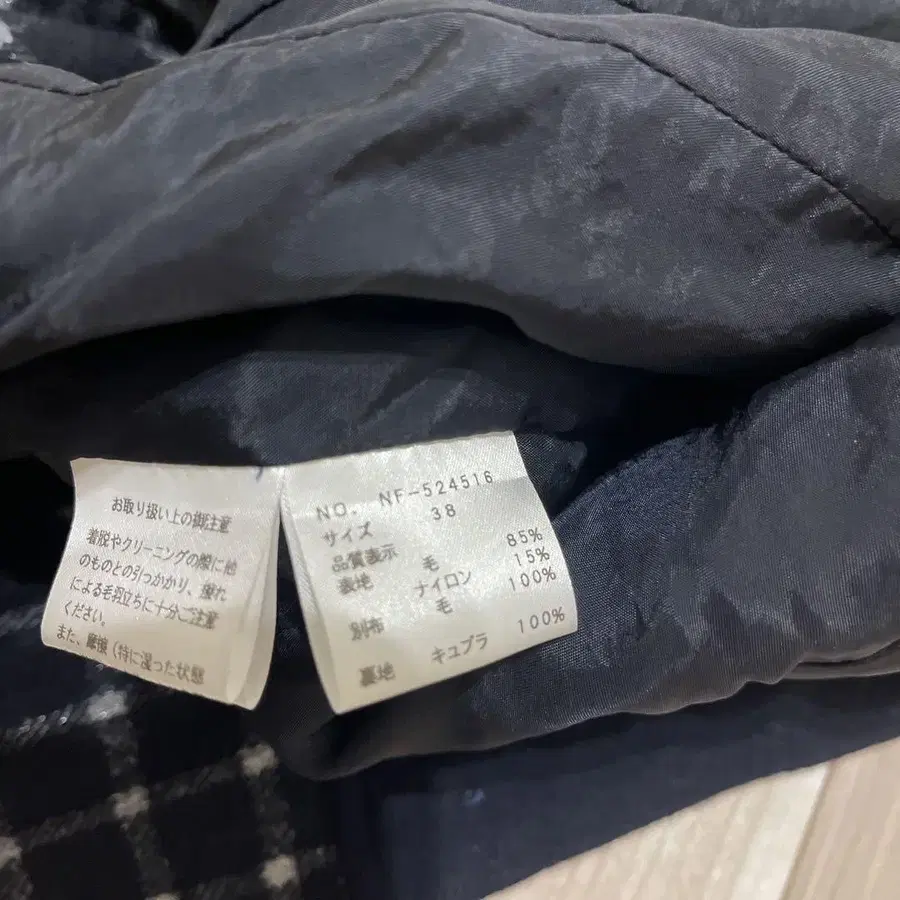 お取り扱い上の御注意
着脱やクリーニングの際に他
のものとの引っかかり、擦れ
による毛羽立ちに十分ご注意
ください。
また、摩擦(特に湿った状態
NO. NF-524516
サイズ 38
品質表示
表地 毛 85%
ナイロン 15%
別布 毛 100%
裏地 キュプラ 100%